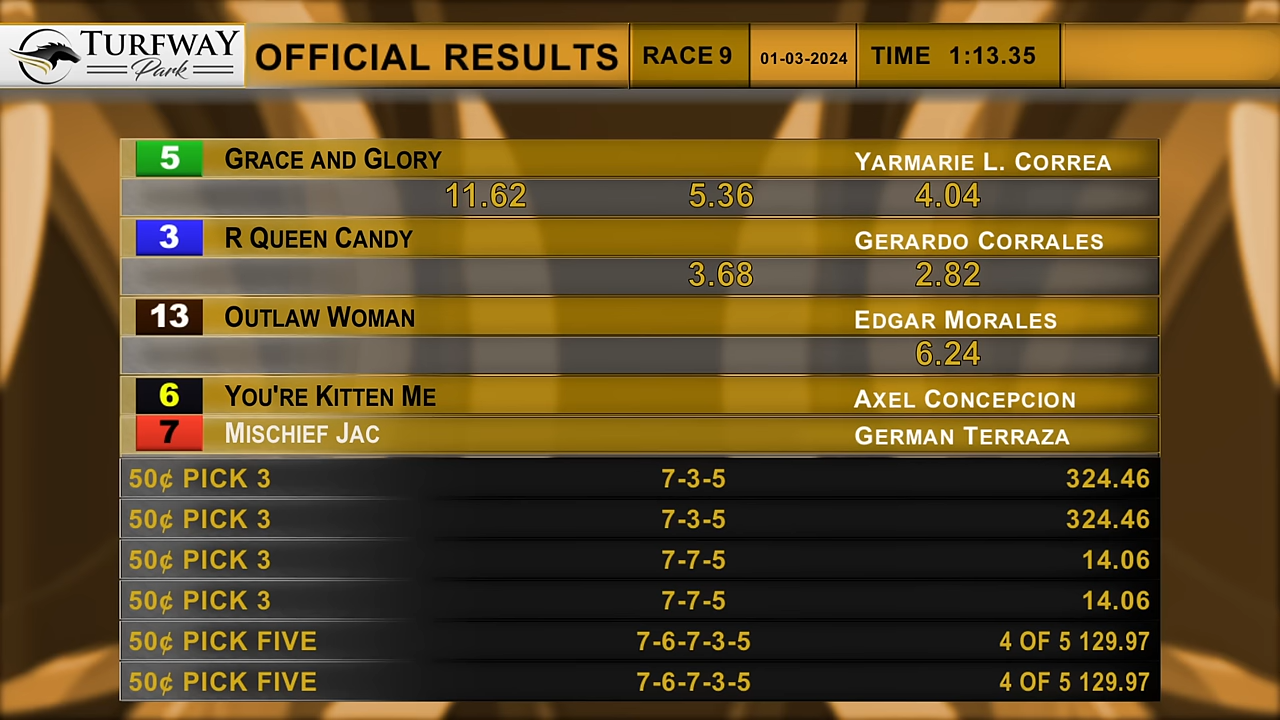 TURFWAY Park OFFICIAL RESULTS RACE 9 01-03-2024 TIME 1:13.35
5 GRACE AND GLORY YARMARIE L. CORREA
11.62 5.36 4.04
3 R QUEEN CANDY GERARDO CORRALES
3.68 2.82
13 OUTLAW WOMAN EDGAR MORALES
6.24
6 YOU'RE KITTEN ME AXEL CONCEPCION
7 MISCHIEF JAC GERMAN TERRAZA
50¢ PICK 3 7-3-5 324.46
50¢ PICK 3 7-3-5 324.46
50¢ PICK 3 7-7-5 14.06
50¢ PICK 3 7-7-5 14.06
50¢ PICK FIVE 7-6-7-3-5 4 OF 5 129.97
50¢ PICK FIVE 7-6-7-3-5 4 OF 5 129.97